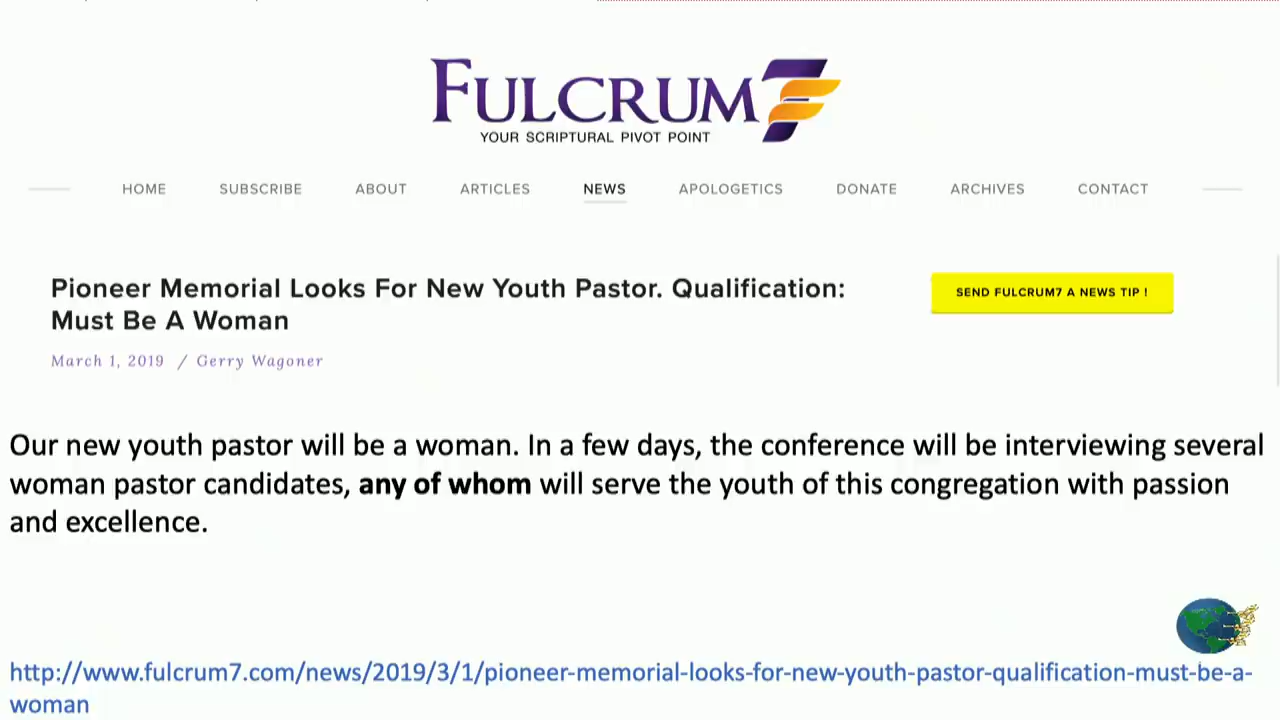 FULCRUM7
YOUR SCRIPTURAL PIVOT POINT
HOME SUBSCRIBE ABOUT ARTICLES NEWS APOLOGETICS DONATE ARCHIVES CONTACT
Pioneer Memorial Looks For New Youth Pastor. Qualification:
Must Be A Woman
SEND FULCRUM7 A NEWS TIP !
March 1, 2019 / Gerry Wagoner
Our new youth pastor will be a woman. In a few days, the conference will be interviewing several
woman pastor candidates, any of whom will serve the youth of this congregation with passion
and excellence.
http://www.fulcrum7.com/news/2019/3/1/pioneer-memorial-looks-for-new-youth-pastor-qualification-must-be-a-
woman